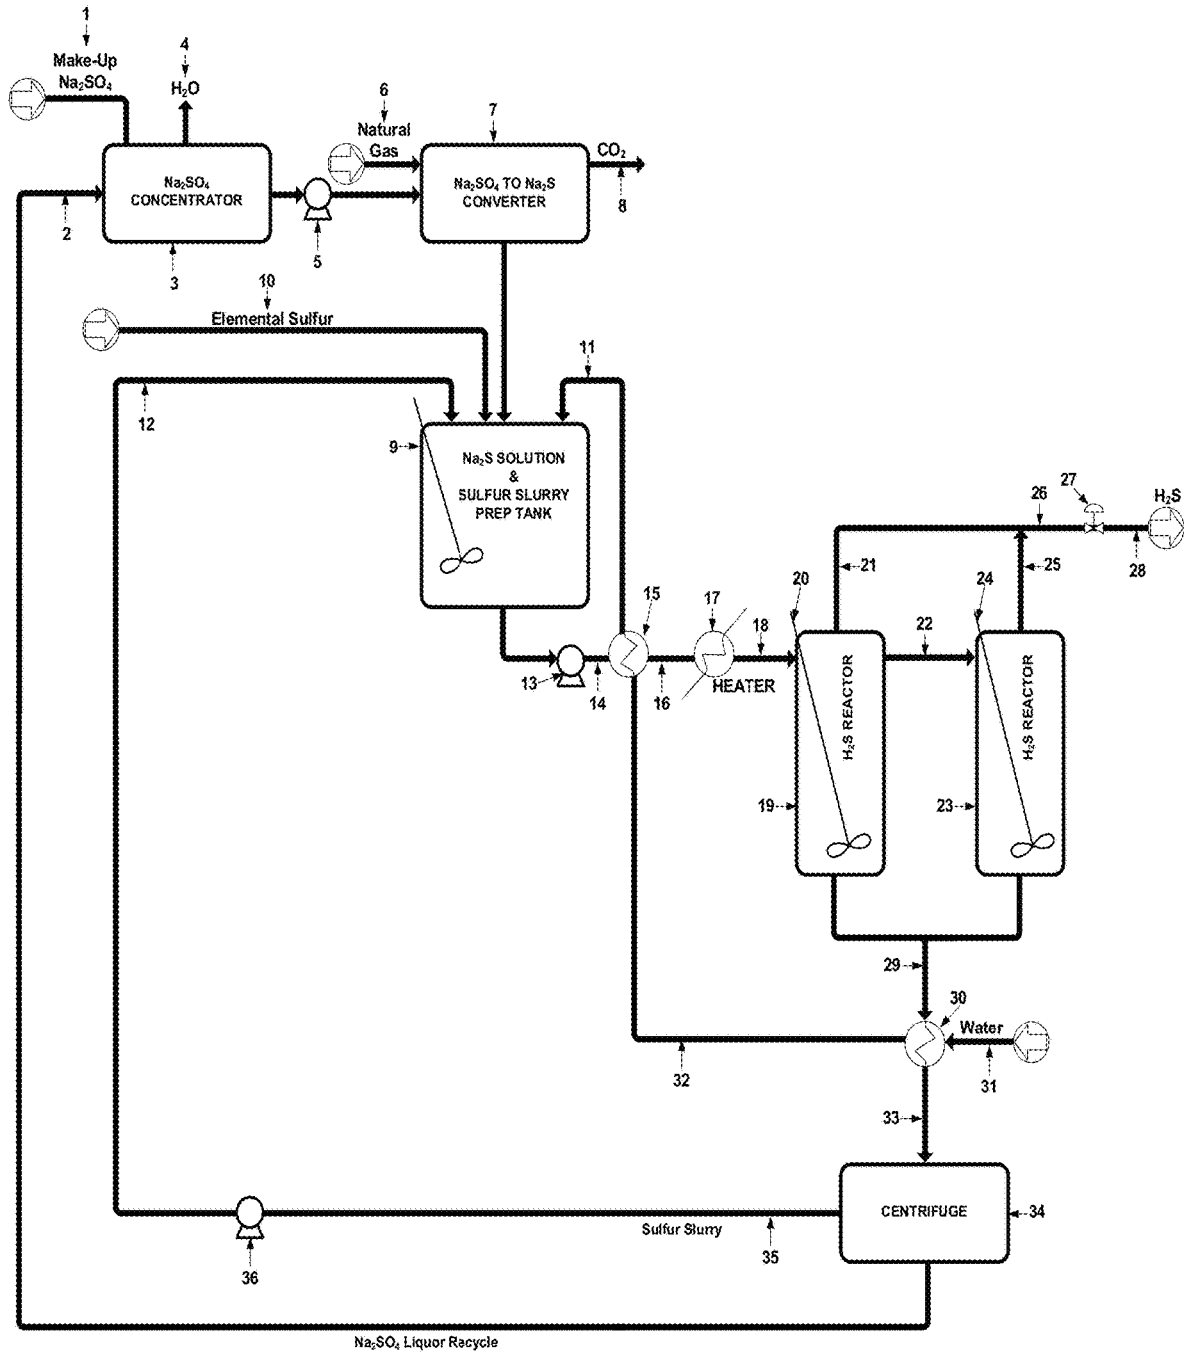 1
Make-Up
Na₂SO₄
4
H₂O
6
Natural
Gas
7
CO₂
8
Na₂SO₄
CONCENTRATOR
Na₂SO₄ TO Na₂S
CONVERTER
2
3
5
10
Elemental Sulfur
11
12
9
Na₂S SOLUTION
&
SULFUR SLURRY
PREP TANK
26
27
H₂S
28
21
25
20
24
15
17
18
22
13
14
16
HEATER
H₂S REACTOR
H₂S REACTOR
19
23
29
30
Water
31
32
33
CENTRIFUGE
34
Sulfur Slurry
35
36
Na₂SO₄ Liquor Recycle